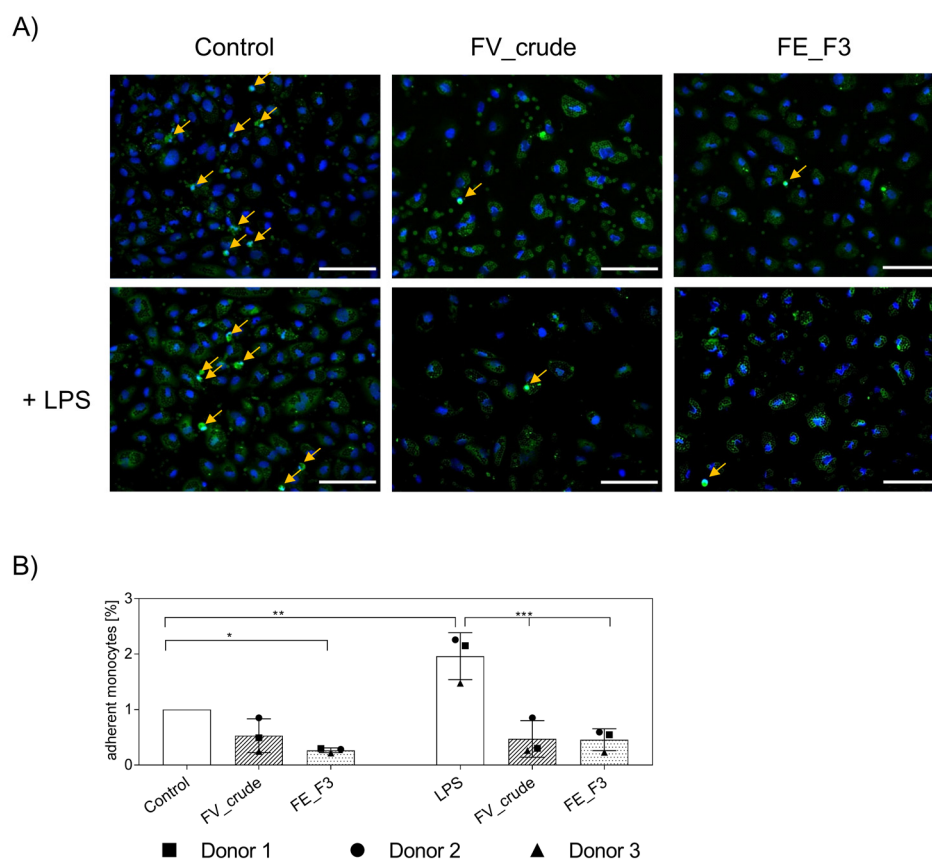 A)
Control FV_crude FE_F3
+ LPS
B)
adherent monocytes [%]
3
2
1
0
** ***
*
Control FV_crude FE_F3 LPS FV_crude FE_F3
■ Donor 1 ● Donor 2 ▲ Donor 3